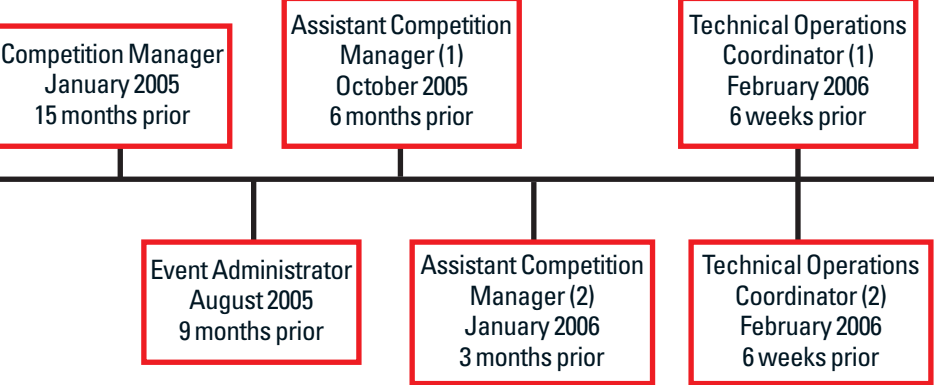 Competition Manager
January 2005
15 months prior
Assistant Competition
Manager (1)
October 2005
6 months prior
Technical Operations
Coordinator (1)
February 2006
6 weeks prior
Event Administrator
August 2005
9 months prior
Assistant Competition
Manager (2)
January 2006
3 months prior
Technical Operations
Coordinator (2)
February 2006
6 weeks prior